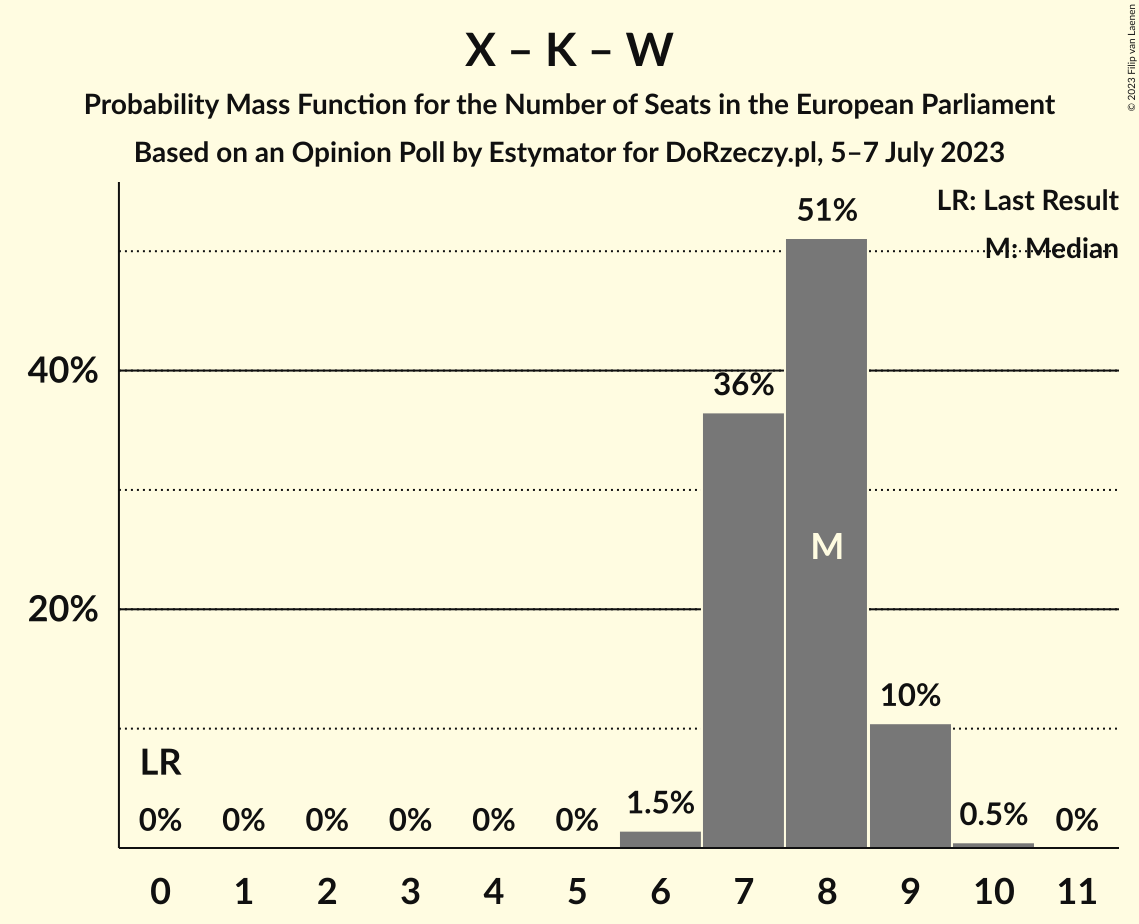 X – K – W
Probability Mass Function for the Number of Seats in the European Parliament
Based on an Opinion Poll by Estymator for DoRzeczy.pl, 5–7 July 2023
© 2023 Filip van Laenen
LR: Last Result
M: Median
51%
40%
36%
M
20%
10%
LR
0% 0% 0% 0% 0% 0% 1.5% 0.5% 0%
0 1 2 3 4 5 6 7 8 9 10 11